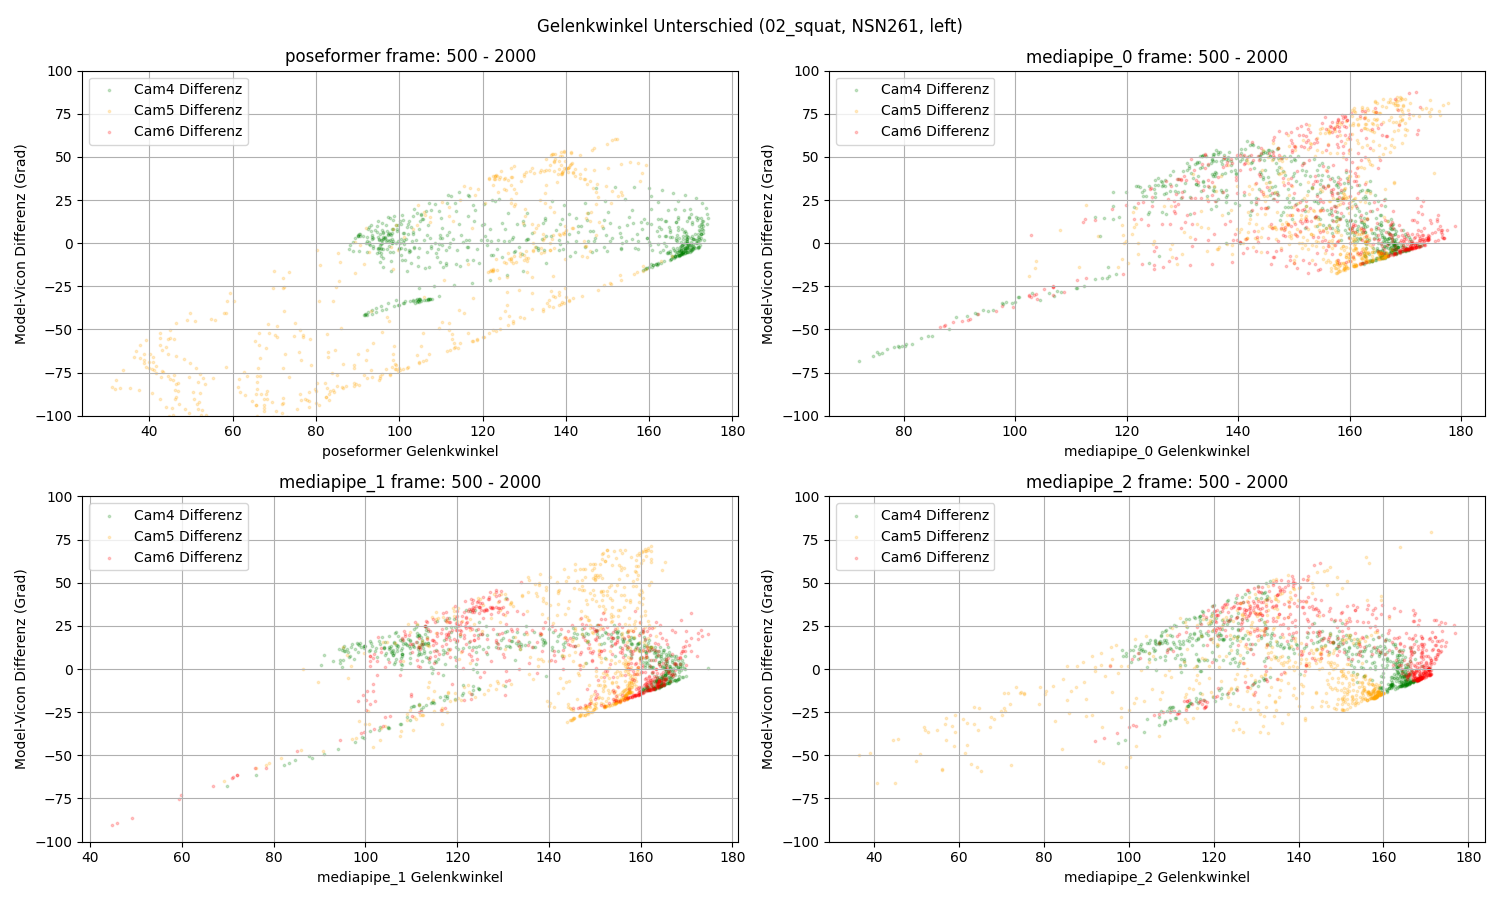 Gelenkwinkel Unterschied (02_squat, NSN261, left)
poseformer frame: 500 - 2000
100
75
50
25
0
−25
−50
−75
−100
Model-Vicon Differenz (Grad)
Cam4 Differenz
Cam5 Differenz
Cam6 Differenz
40 60 80 100 120 140 160 180
poseformer Gelenkwinkel
mediapipe_0 frame: 500 - 2000
100
75
50
25
0
−25
−50
−75
−100
Model-Vicon Differenz (Grad)
Cam4 Differenz
Cam5 Differenz
Cam6 Differenz
80 100 120 140 160 180
mediapipe_0 Gelenkwinkel
mediapipe_1 frame: 500 - 2000
100
75
50
25
0
−25
−50
−75
−100
Model-Vicon Differenz (Grad)
Cam4 Differenz
Cam5 Differenz
Cam6 Differenz
40 60 80 100 120 140 160 180
mediapipe_1 Gelenkwinkel
mediapipe_2 frame: 500 - 2000
100
75
50
25
0
−25
−50
−75
−100
Model-Vicon Differenz (Grad)
Cam4 Differenz
Cam5 Differenz
Cam6 Differenz
40 60 80 100 120 140 160 180
mediapipe_2 Gelenkwinkel